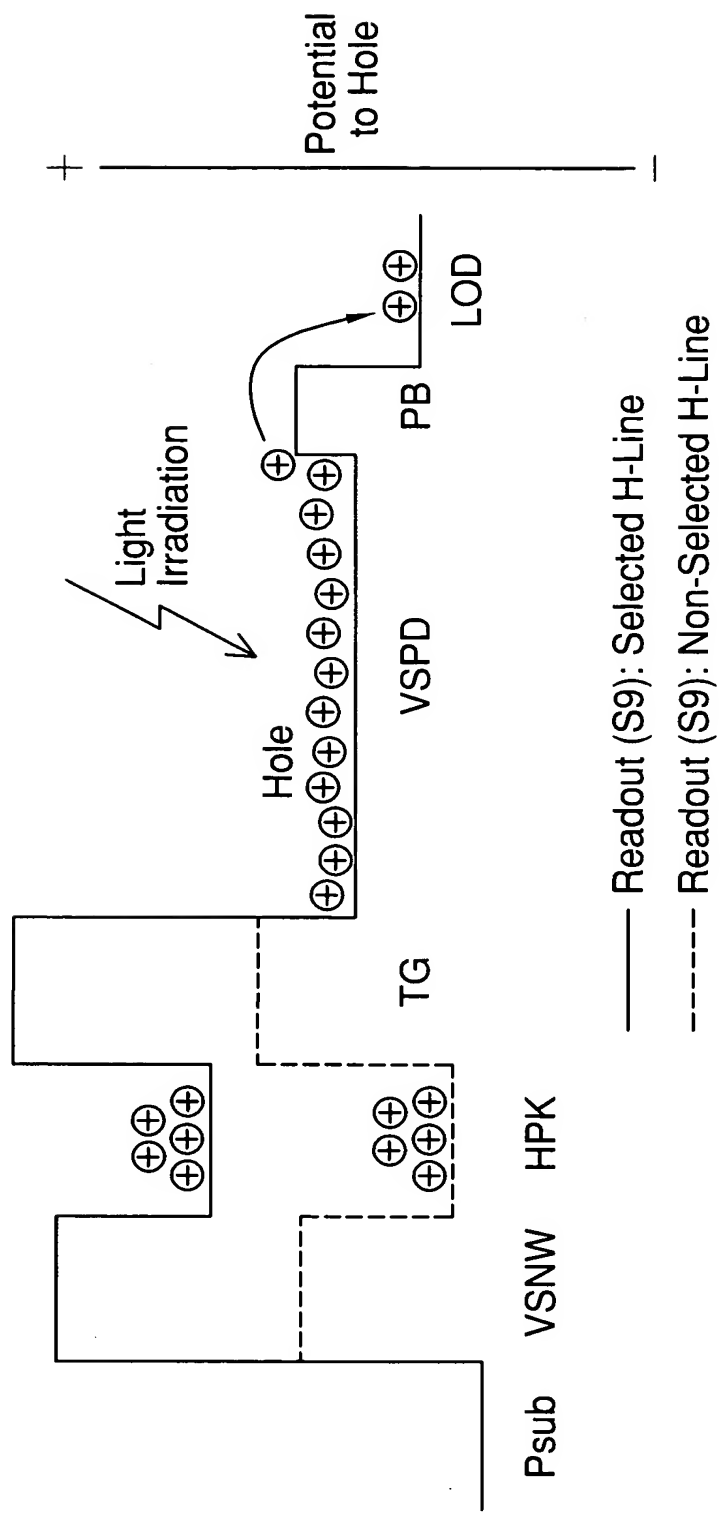 +
Potential
to Hole
−
Light
Irradiation
Hole
Psub
VSNW
HPK
TG
VSPD
PB
LOD
Readout (S9): Selected H-Line
Readout (S9): Non-Selected H-Line